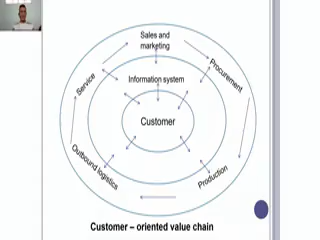 Sales and
marketing
Service
Procurement
Information system
Customer
Outbound logistics
Production
Customer – oriented value chain